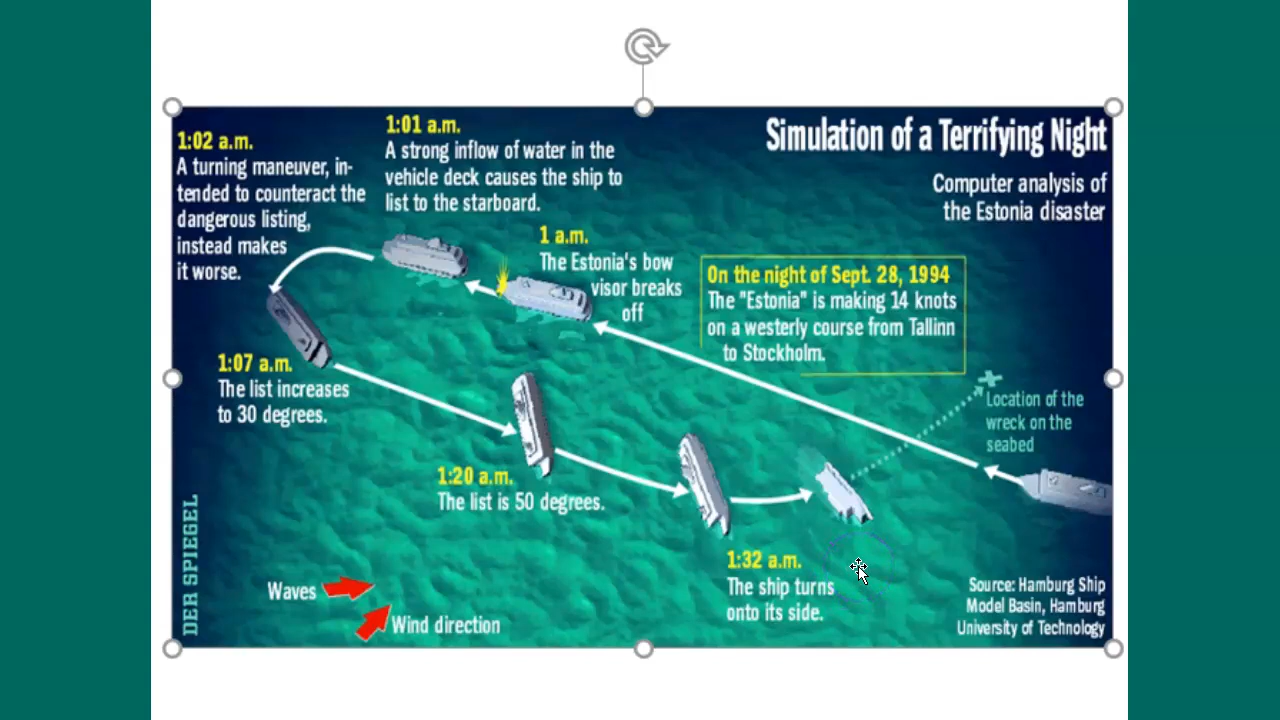 Simulation of a Terrifying Night
Computer analysis of
the Estonia disaster
On the night of Sept. 28, 1994
The "Estonia" is making 14 knots
on a westerly course from Tallinn
to Stockholm.
1 a.m.
The Estonia's bow
visor breaks
off
1:01 a.m.
A strong inflow of water in the
vehicle deck causes the ship to
list to the starboard.
1:02 a.m.
A turning maneuver, in-
tended to counteract the
dangerous listing,
instead makes
it worse.
1:07 a.m.
The list increases
to 30 degrees.
1:20 a.m.
The list is 50 degrees.
1:32 a.m.
The ship turns
onto its side.
Location of the
wreck on the
seabed
Waves
Wind direction
DER SPIEGEL
Source: Hamburg Ship
Model Basin, Hamburg
University of Technology